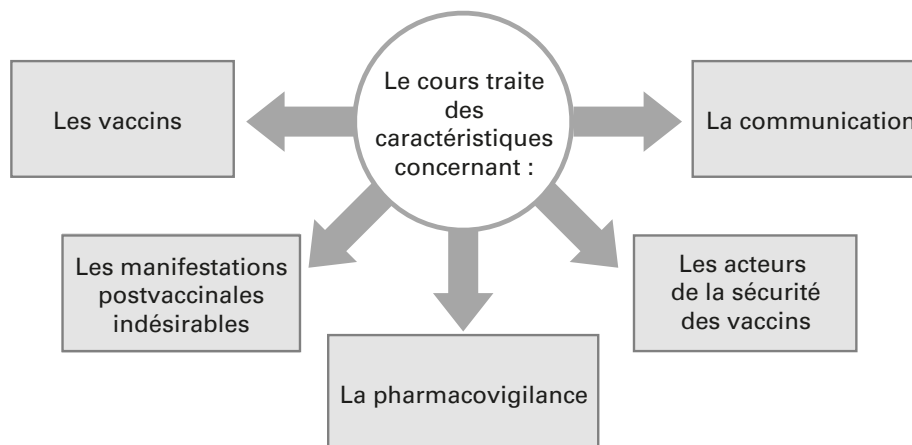 Le cours traite
des
caractéristiques
concernant :
Les vaccins
La communication
Les manifestations
postvaccinales
indésirables
Les acteurs
de la sécurité
des vaccins
La pharmacovigilance